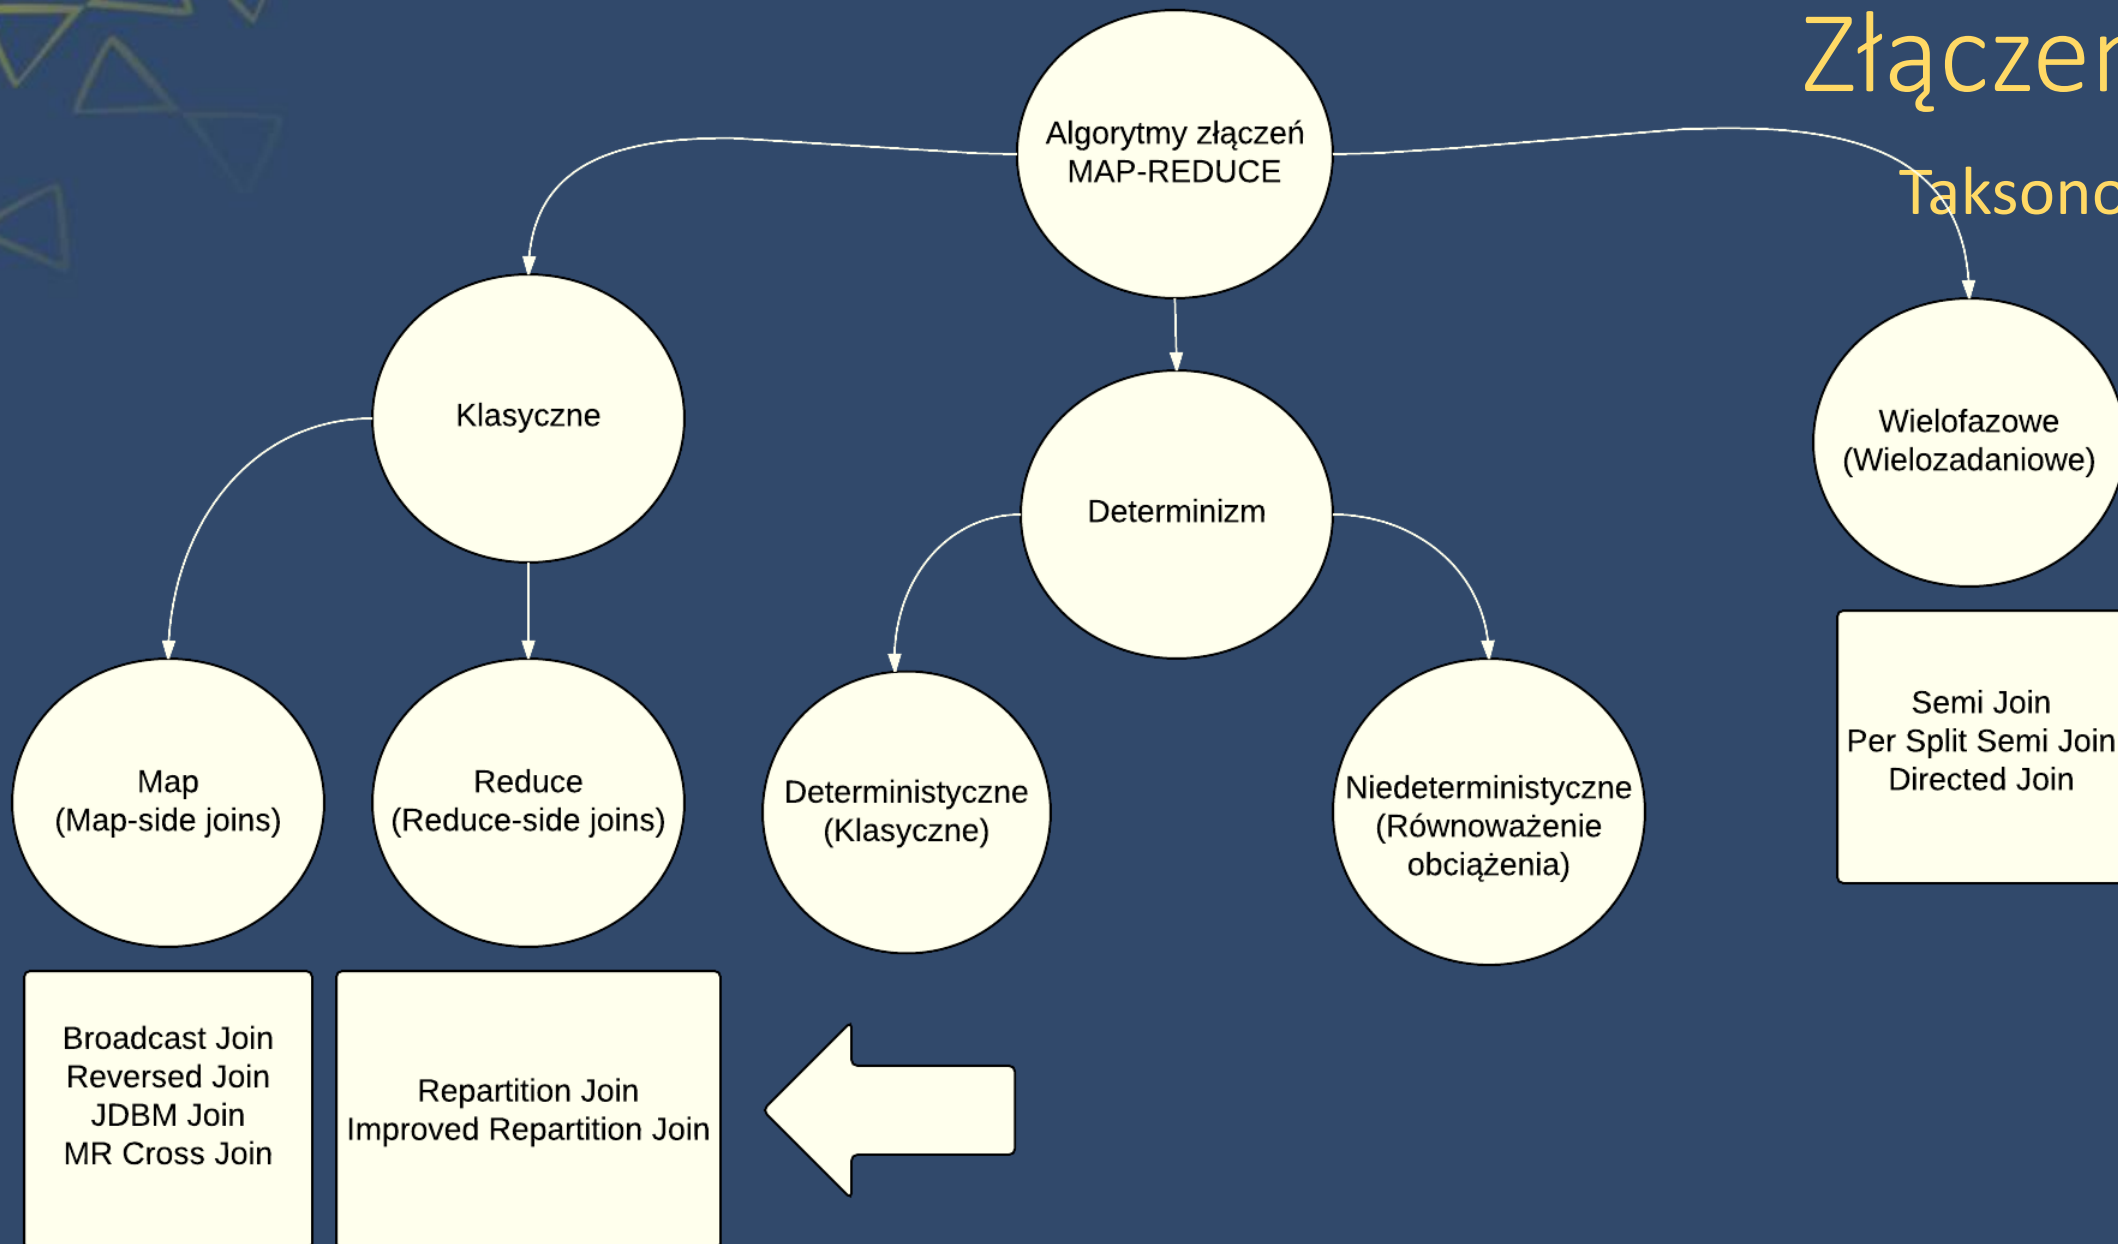 Złączen
Taksono
Algorytmy złączeń
MAP-REDUCE
Klasyczne
Determinizm
Wielofazowe
(Wielozadaniowe)
Map
(Map-side joins)
Reduce
(Reduce-side joins)
Deterministyczne
(Klasyczne)
Niedeterministyczne
(Równoważenie
obciążenia)
Semi Join
Per Split Semi Join
Directed Join
Broadcast Join
Reversed Join
JDBM Join
MR Cross Join
Repartition Join
Improved Repartition Join